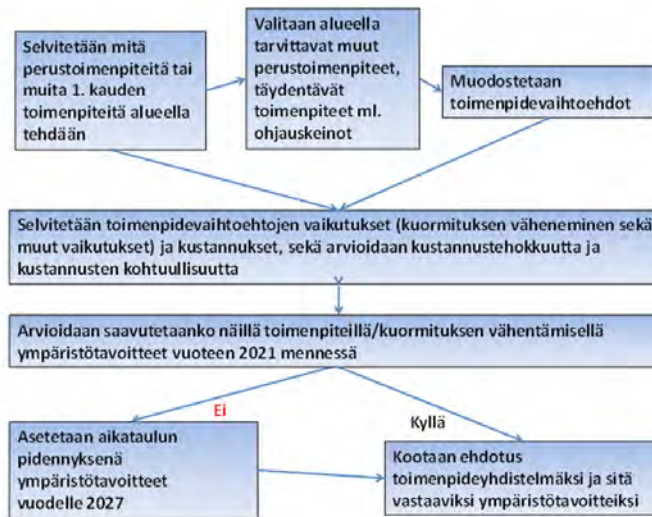 Selvitetään mitä
perustoimenpiteitä tai
muita 1. kauden
toimenpiteitä alueella
tehdään
Valitaan alueella
tarvittavat muut
perustoimenpiteet,
täydentävät
toimenpiteet ml.
ohjauskeinot
Muodostetaan
toimenpidevaihtoehdot
Selvitetään toimenpidevaihtoehtojen vaikutukset (kuormituksen väheneminen sekä
muut vaikutukset) ja kustannukset, sekä arvioidaan kustannustehokkuutta ja
kustannusten kohtuullisuutta
Arvioidaan saavutetaanko näillä toimenpiteillä/kuormituksen vähentämisellä
ympäristötavoitteet vuoteen 2021 mennessä
Ei
Kyllä
Asetetaan aikataulun
pidennyksenä
ympäristötavoitteet
vuodelle 2027
Kootaan ehdotus
toimenpideyhdistelmäksi ja sitä
vastaaviksi ympäristötavoitteiksi